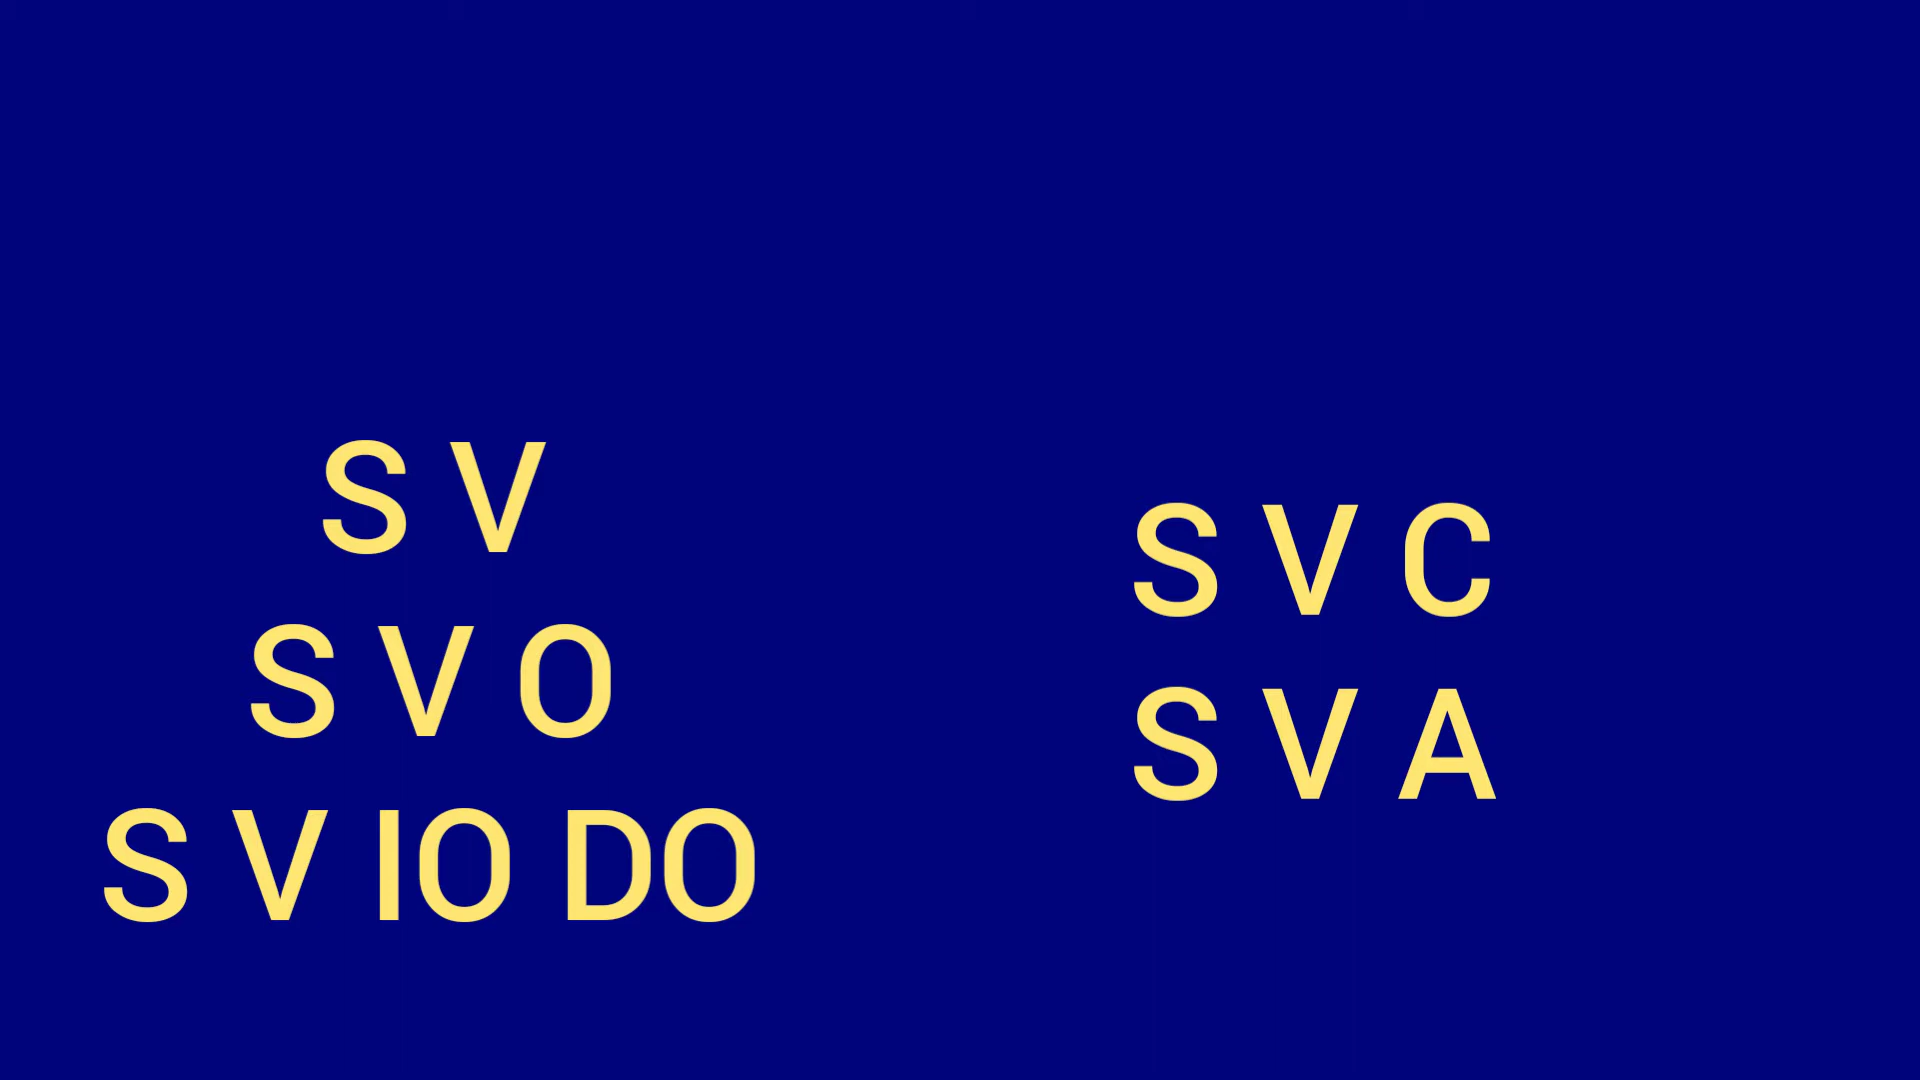 S V
S V O
S V IO DO
S V C
S V A